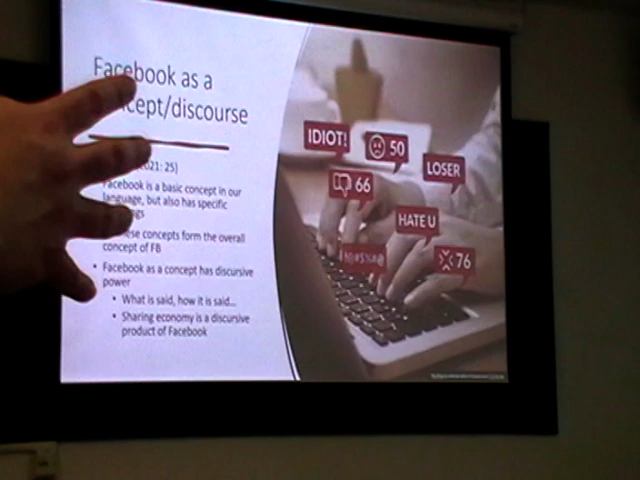 Facebook as a
concept/discourse
2021: 25)
Facebook is a basic concept in our
language, but also has specific
ese concepts form the overall
concept of FB
• Facebook as a concept has discursive
power
• What is said, how it is said...
• Sharing economy is a discursive
product of Facebook
IDIOT!
50
LOSER
66
HATE U
!@#$%&@
76